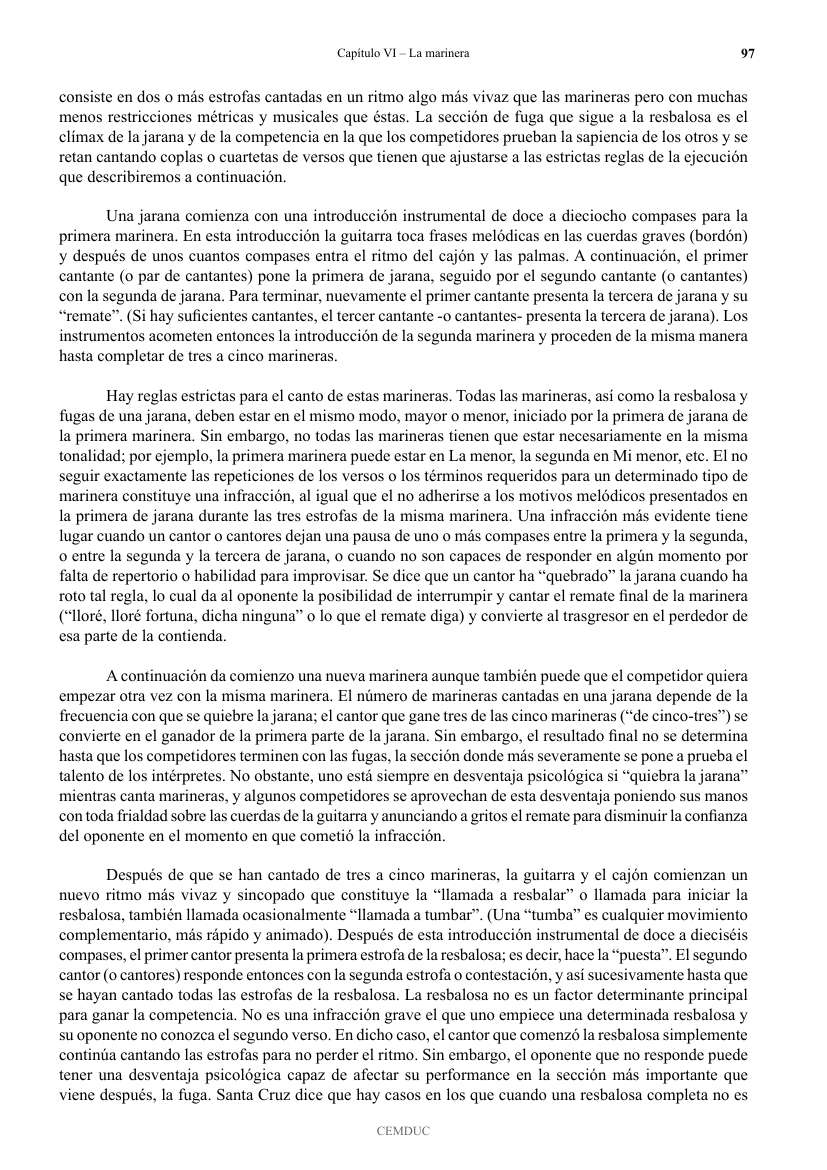 Capítulo VI – La marinera
97
consiste en dos o más estrofas cantadas en un ritmo algo más vivaz que las marineras pero con muchas
menos restricciones métricas y musicales que éstas. La sección de fuga que sigue a la resbalosa es el
clímax de la jarana y de la competencia en la que los competidores prueban la sapiencia de los otros y se
retan cantando coplas o cuartetas de versos que tienen que ajustarse a las estrictas reglas de la ejecución
que describiremos a continuación.
Una jarana comienza con una introducción instrumental de doce a dieciocho compases para la
primera marinera. En esta introducción la guitarra toca frases melódicas en las cuerdas graves (bordón)
y después de unos cuantos compases entra el ritmo del cajón y las palmas. A continuación, el primer
cantante (o par de cantantes) pone la primera de jarana, seguido por el segundo cantante (o cantantes)
con la segunda de jarana. Para terminar, nuevamente el primer cantante presenta la tercera de jarana y su
“remate”. (Si hay suficientes cantantes, el tercer cantante -o cantantes- presenta la tercera de jarana). Los
instrumentos acometen entonces la introducción de la segunda marinera y proceden de la misma manera
hasta completar de tres a cinco marineras.
Hay reglas estrictas para el canto de estas marineras. Todas las marineras, así como la resbalosa y
fugas de una jarana, deben estar en el mismo modo, mayor o menor, iniciado por la primera de jarana de
la primera marinera. Sin embargo, no todas las marineras tienen que estar necesariamente en la misma
tonalidad; por ejemplo, la primera marinera puede estar en La menor, la segunda en Mi menor, etc. El no
seguir exactamente las repeticiones de los versos o los términos requeridos para un determinado tipo de
marinera constituye una infracción, al igual que el no adherirse a los motivos melódicos presentados en
la primera de jarana durante las tres estrofas de la misma marinera. Una infracción más evidente tiene
lugar cuando un cantor o cantores dejan una pausa de uno o más compases entre la primera y la segunda,
o entre la segunda y la tercera de jarana, o cuando no son capaces de responder en algún momento por
falta de repertorio o habilidad para improvisar. Se dice que un cantor ha “quebrado” la jarana cuando ha
roto tal regla, lo cual da al oponente la posibilidad de interrumpir y cantar el remate final de la marinera
(“lloré, lloré fortuna, dicha ninguna” o lo que el remate diga) y convierte al trasgresor en el perdedor de
esa parte de la contienda.
A continuación da comienzo una nueva marinera aunque también puede que el competidor quiera
empezar otra vez con la misma marinera. El número de marineras cantadas en una jarana depende de la
frecuencia con que se quiebre la jarana; el cantor que gane tres de las cinco marineras (“de cinco-tres”) se
convierte en el ganador de la primera parte de la jarana. Sin embargo, el resultado final no se determina
hasta que los competidores terminen con las fugas, la sección donde más severamente se pone a prueba el
talento de los intérpretes. No obstante, uno está siempre en desventaja psicológica si “quiebra la jarana”
mientras canta marineras, y algunos competidores se aprovechan de esta desventaja poniendo sus manos
con toda frialdad sobre las cuerdas de la guitarra y anunciando a gritos el remate para disminuir la confianza
del oponente en el momento en que cometió la infracción.
Después de que se han cantado de tres a cinco marineras, la guitarra y el cajón comienzan un
nuevo ritmo más vivaz y sincopado que constituye la “llamada a resbalar” o llamada para iniciar la
resbalosa, también llamada ocasionalmente “llamada a tumbar”. (Una “tumba” es cualquier movimiento
complementario, más rápido y animado). Después de esta introducción instrumental de doce a dieciséis
compases, el primer cantor presenta la primera estrofa de la resbalosa; es decir, hace la “puesta”. El segundo
cantor (o cantores) responde entonces con la segunda estrofa o contestación, y así sucesivamente hasta que
se hayan cantado todas las estrofas de la resbalosa. La resbalosa no es un factor determinante principal
para ganar la competencia. No es una infracción grave el que uno empiece una determinada resbalosa y
su oponente no conozca el segundo verso. En dicho caso, el cantor que comenzó la resbalosa simplemente
continúa cantando las estrofas para no perder el ritmo. Sin embargo, el oponente que no responde puede
tener una desventaja psicológica capaz de afectar su performance en la sección más importante que
viene después, la fuga. Santa Cruz dice que hay casos en los que cuando una resbalosa completa no es
CEMDUC